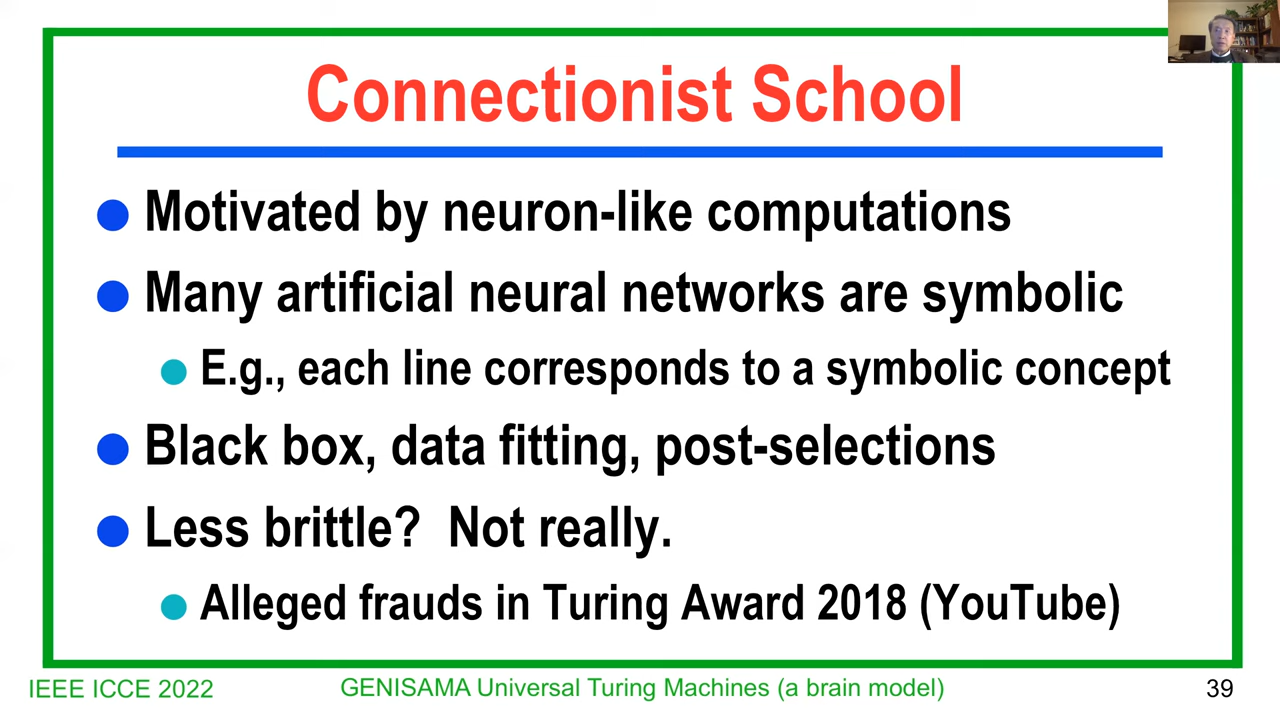 Connectionist School
Motivated by neuron-like computations
Many artificial neural networks are symbolic
E.g., each line corresponds to a symbolic concept
Black box, data fitting, post-selections
Less brittle? Not really.
Alleged frauds in Turing Award 2018 (YouTube)
IEEE ICCE 2022
GENISAMA Universal Turing Machines (a brain model)
39